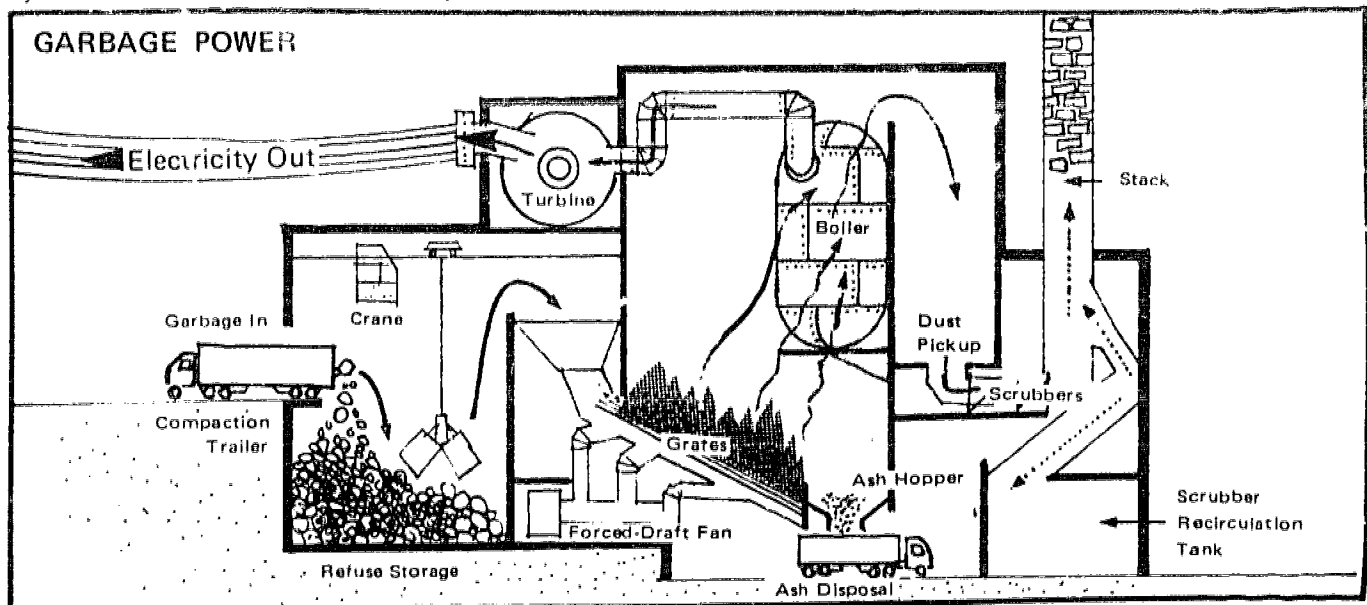 GARBAGE POWER
Electricity Out
Turbine
Stack
Boiler
Garbage In
Crane
Dust
Pickup
Scrubbers
Compaction
Trailer
Grates
Ash Hopper
Scrubber
Recirculation
Tank
Forced-Draft Fan
Refuse Storage
Ash Disposal